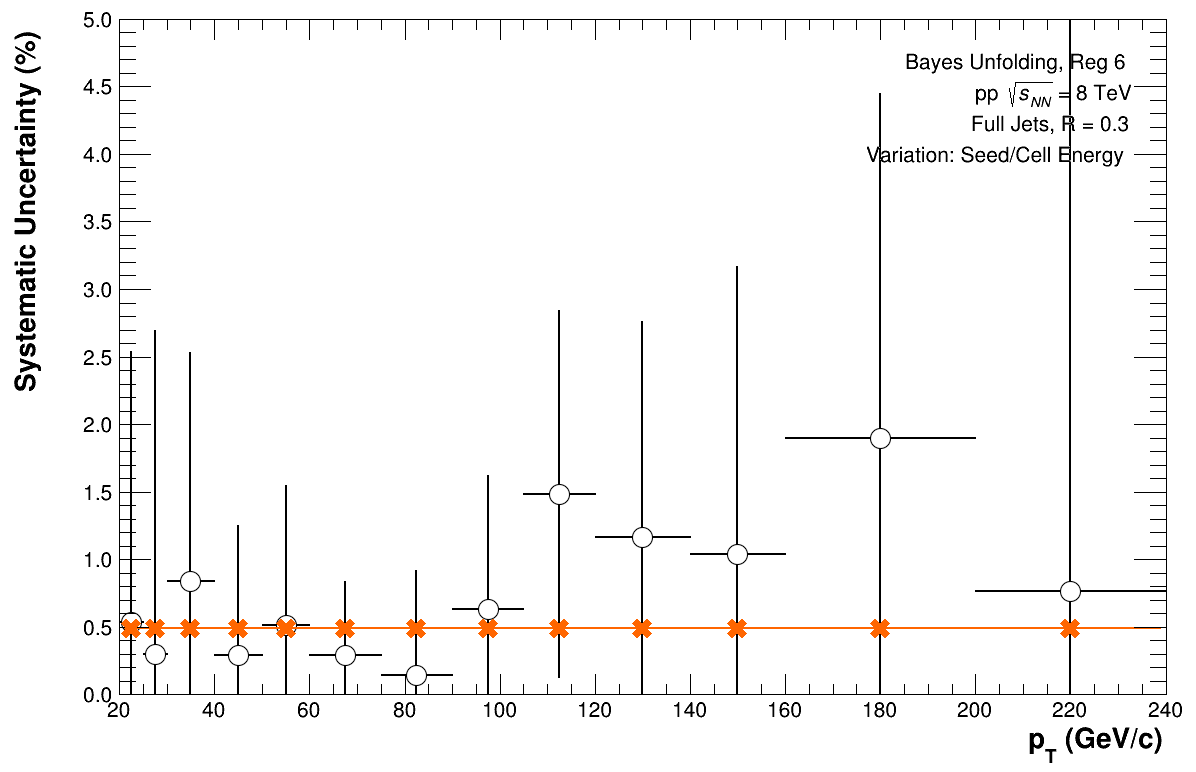 Systematic Uncertainty (%)
5.0
4.5
4.0
3.5
3.0
2.5
2.0
1.5
1.0
0.5
0.0
Bayes Unfolding, Reg 6
pp √s_NN = 8 TeV
Full Jets, R = 0.3
Variation: Seed/Cell Energy
20 40 60 80 100 120 140 160 180 200 220 240
p_T (GeV/c)